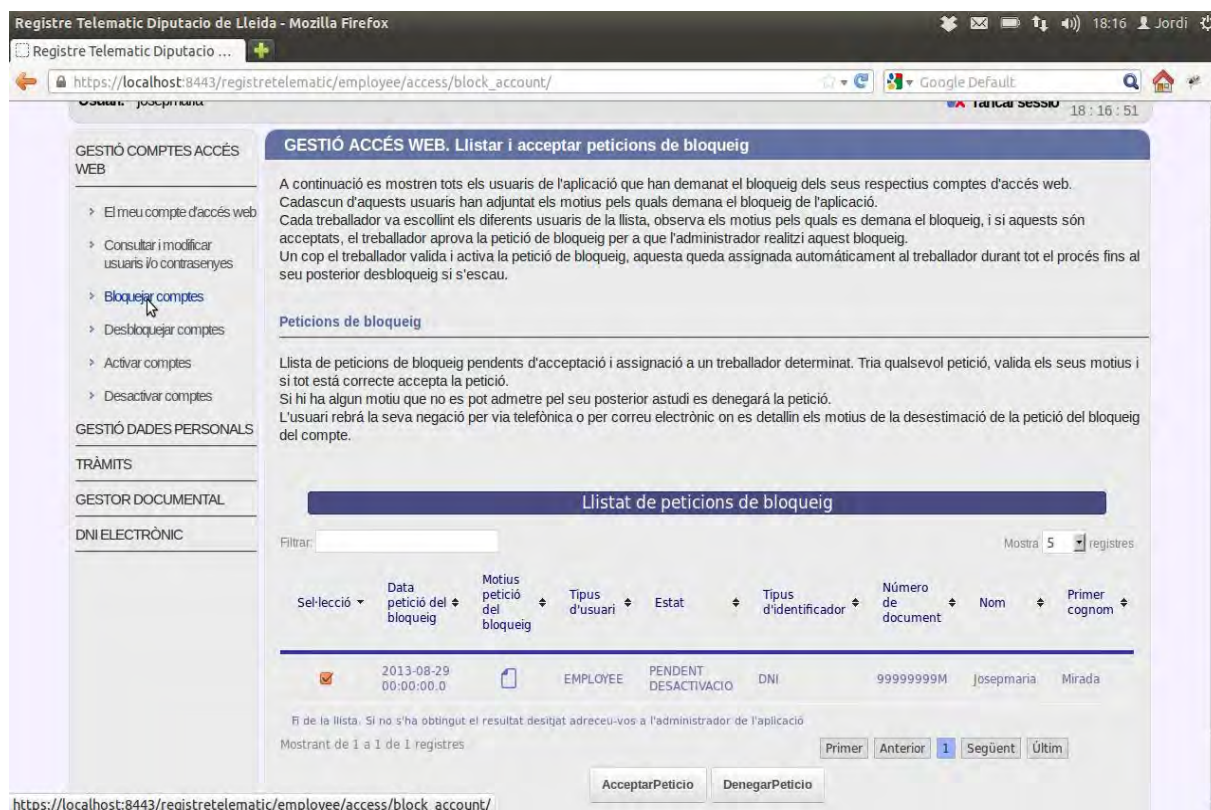 Registre Telematic Diputacio de Lleida - Mozilla Firefox
18:16 Jordi
Registre Telematic Diputacio ...
https://localhost:8443/registretelematic/employee/access/block_account/
Google Default
Usuari: josepmaria
Tancar sessió
18 : 16 : 51
GESTIÓ COMPTES ACCÉS
WEB
El meu compte d'accés web
Consultar i modificar
usuaris i/o contrasenyes
Bloquejar comptes
Desbloquejar comptes
Activar comptes
Desactivar comptes
GESTIÓ DADES PERSONALS
TRÀMITS
GESTOR DOCUMENTAL
DNI ELECTRÒNIC
GESTIÓ ACCÉS WEB. Llistar i acceptar peticions de bloqueig
A continuació es mostren tots els usuaris de l'aplicació que han demanat el bloqueig dels seus respectius comptes d'accés web.
Cadascun d'aquests usuaris han adjuntat els motius pels quals demana el bloqueig de l'aplicació.
Cada treballador va escollint els diferents usuaris de la llista, observa els motius pels quals es demana el bloqueig, i si aquests són
acceptats, el treballador aprova la petició de bloqueig per a que l'administrador realitzi aquest bloqueig.
Un cop el treballador valida i activa la petició de bloqueig, aquesta queda assignada automáticament al treballador durant tot el procés fins al
seu posterior desbloqueig si s'escau.
Peticions de bloqueig
Llista de peticions de bloqueig pendents d'acceptació i assignació a un treballador determinat. Tria qualsevol petició, valida els seus motius i
si tot está correcte accepta la petició.
Si hi ha algun motiu que no es pot admetre pel seu posterior astudi es denegará la petició.
L'usuari rebrá la seva negació per via telefònica o per correu electrònic on es detallin els motius de la desestimació de la petició del bloqueig
del compte.
Llistat de peticions de bloqueig
Filtrar:
Mostra 5 registres
Sel·lecció
Data
petició del
bloqueig
Motius
petició
del
bloqueig
Tipus
d'usuari
Estat
Tipus
d'identificador
Número
de
document
Nom
Primer
cognom
2013-08-29
00:00:00.0
EMPLOYEE
PENDENT
DESACTIVACIO
DNI
99999999M
Josepmaria
Mirada
Fi de la llista. Si no s'ha obtingut el resultat desitjat adreceu-vos a l'administrador de l'aplicació
Mostrant de 1 a 1 de 1 registres
Primer Anterior 1 Següent Últim
AcceptarPeticio DenegarPeticio
https://localhost:8443/registretelematic/employee/access/block_account/